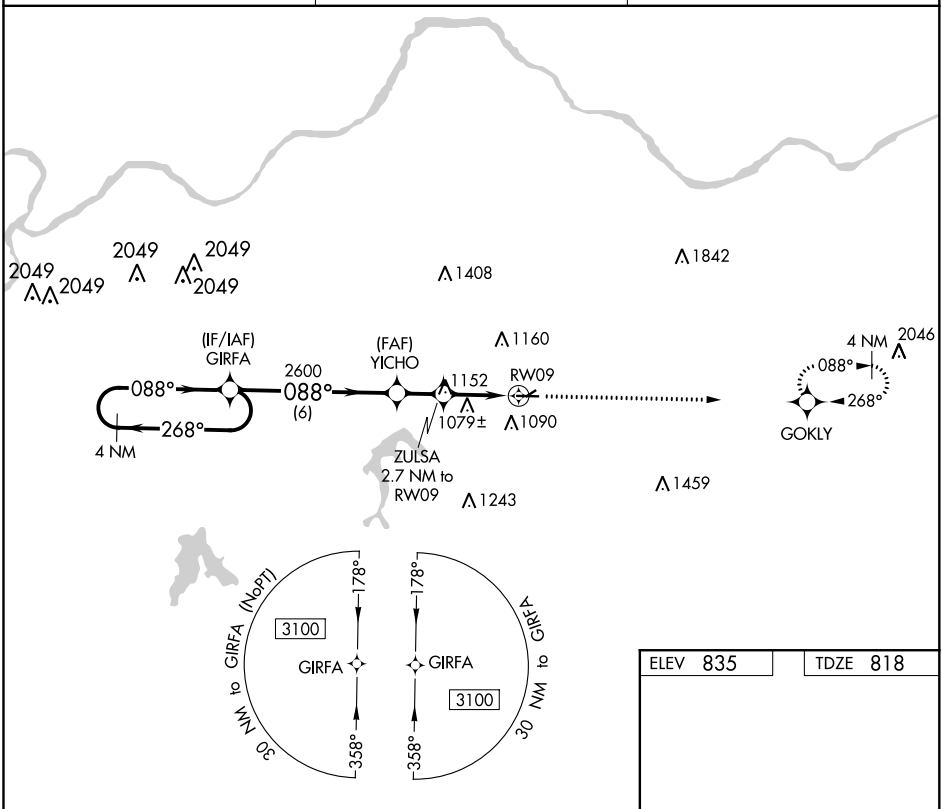 2049
2049
2049
2049
2049
1408
1842
(IF/IAF)
GIRFA
(FAF)
YICHO
1160
4 NM
2046
2600
088°
088°
(6)
1152
RW09
088°
268°
4 NM
1079±
1090
268°
GOKLY
ZULSA
2.7 NM to
RW09
1243
1459
30 NM to GIRFA (NoPT)
178°
3100
GIRFA
358°
178°
GIRFA
3100
358°
30 NM to GIRFA
ELEV 835
TDZE 818